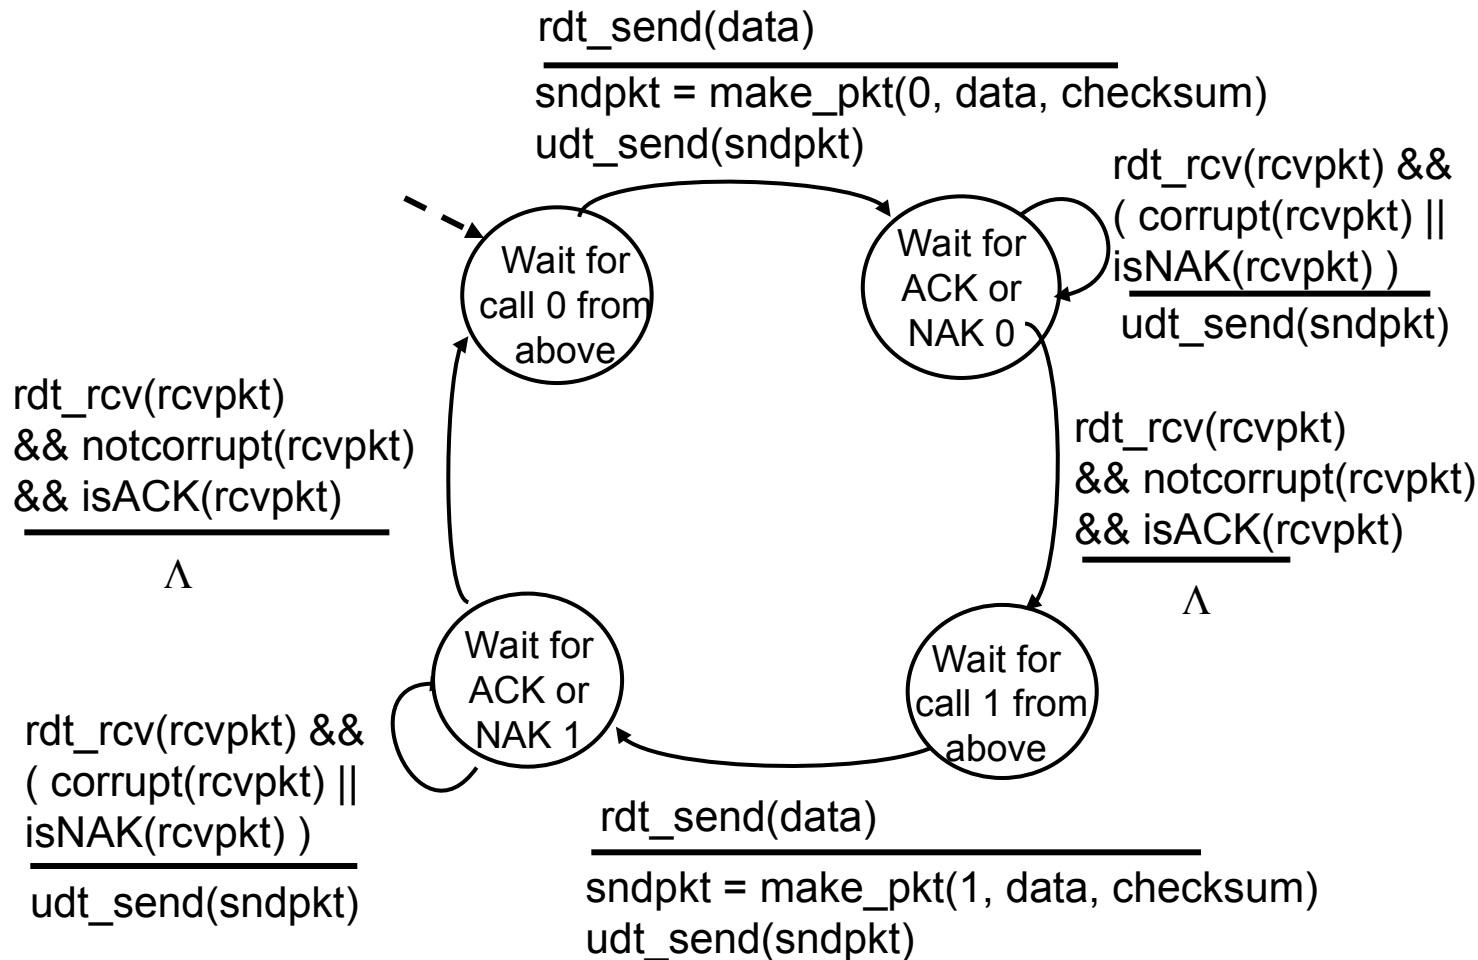 rdt_send(data)
sndpkt = make_pkt(0, data, checksum)
udt_send(sndpkt)
rdt_rcv(rcvpkt) &&
( corrupt(rcvpkt) ||
isNAK(rcvpkt) )
udt_send(sndpkt)
Wait for
call 0 from
above
Wait for
ACK or
NAK 0
rdt_rcv(rcvpkt)
&& notcorrupt(rcvpkt)
&& isACK(rcvpkt)
Λ
rdt_rcv(rcvpkt)
&& notcorrupt(rcvpkt)
&& isACK(rcvpkt)
Λ
Wait for
ACK or
NAK 1
Wait for
call 1 from
above
rdt_rcv(rcvpkt) &&
( corrupt(rcvpkt) ||
isNAK(rcvpkt) )
udt_send(sndpkt)
rdt_send(data)
sndpkt = make_pkt(1, data, checksum)
udt_send(sndpkt)